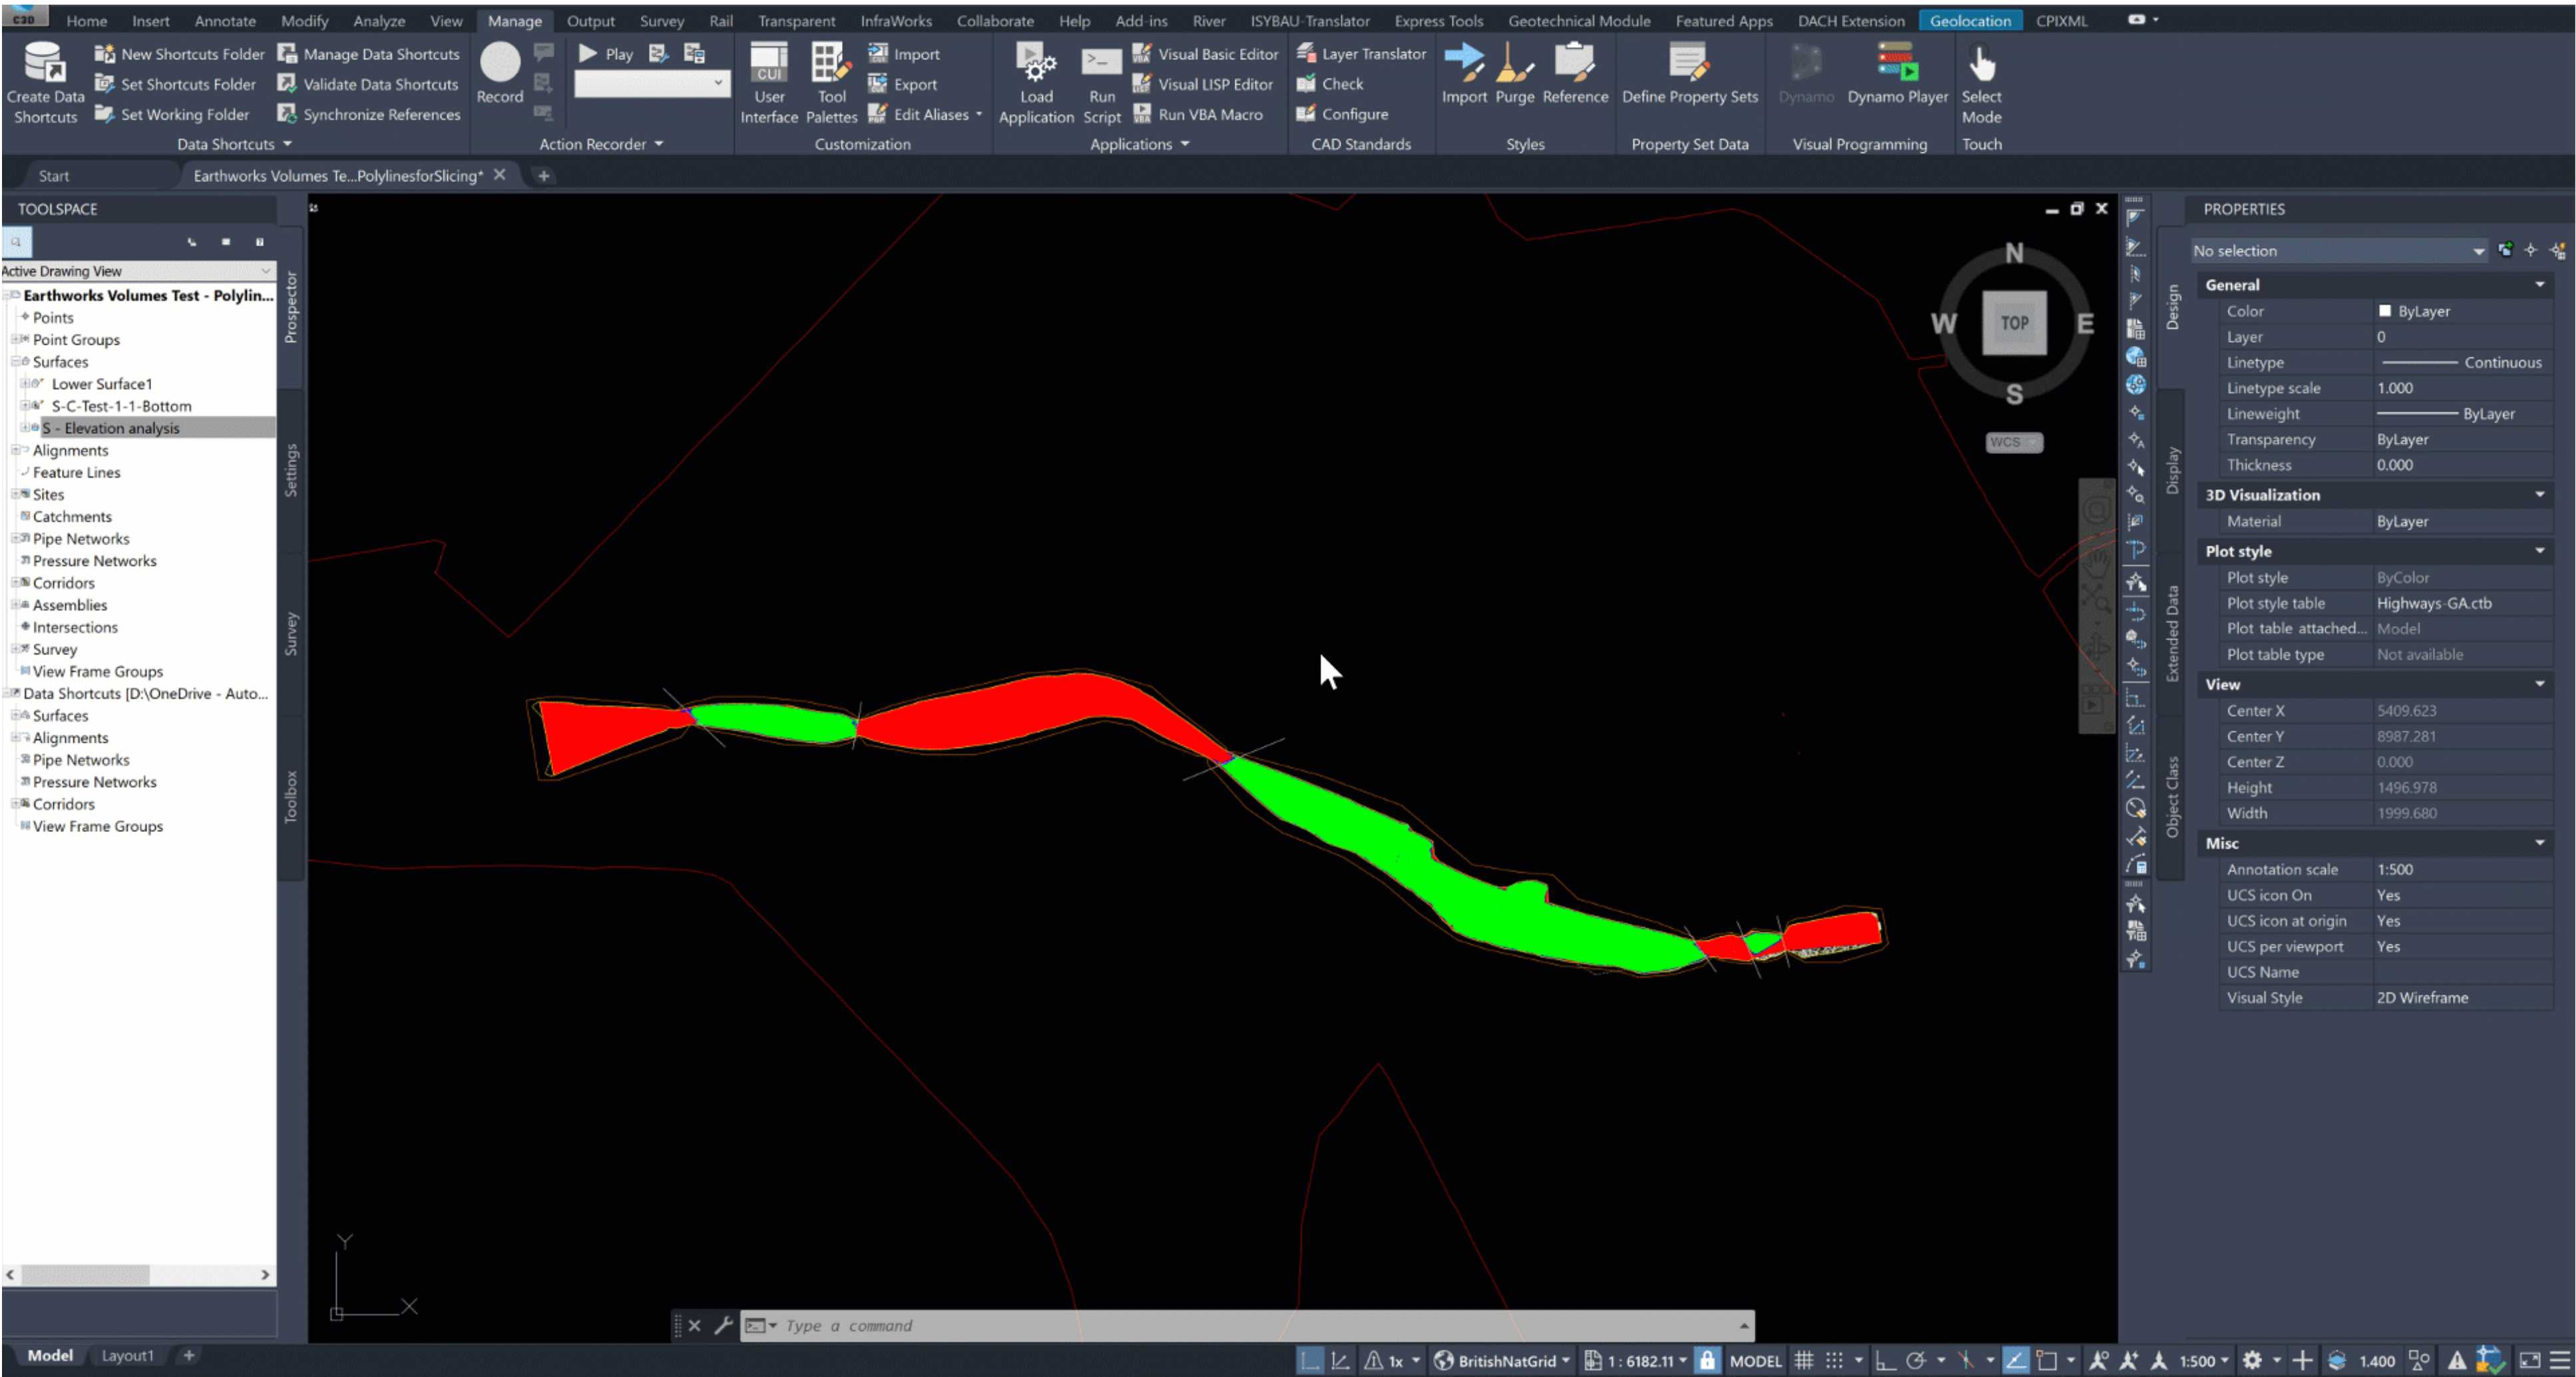 C3D
Home Insert Annotate Modify Analyze View Manage Output Survey Rail Transparent InfraWorks Collaborate Help Add-ins River ISYBAU-Translator Express Tools Geotechnical Module Featured Apps DACH Extension Geolocation CPIXML
New Shortcuts Folder Manage Data Shortcuts Play Import Visual Basic Editor Layer Translator
Set Shortcuts Folder Validate Data Shortcuts CUI Export Visual LISP Editor Check
Create Data Shortcuts Record User Interface Tool Palettes Load Application Run Script Import Purge Reference Define Property Sets Dynamo Dynamo Player Select Mode
Set Working Folder Synchronize References Edit Aliases Run VBA Macro Configure
Data Shortcuts Action Recorder Customization Applications CAD Standards Styles Property Set Data Visual Programming Touch
Start Earthworks Volumes Te...PolylinesforSlicing*
TOOLSPACE
Active Drawing View
Earthworks Volumes Test - Polylin...
Points
Point Groups
Surfaces
Lower Surface1
S-C-Test-1-1-Bottom
S - Elevation analysis
Alignments
Feature Lines
Sites
Catchments
Pipe Networks
Pressure Networks
Corridors
Assemblies
Intersections
Survey
View Frame Groups
Data Shortcuts [D:\OneDrive - Auto...
Surfaces
Alignments
Pipe Networks
Pressure Networks
Corridors
View Frame Groups
Prospector
Settings
Survey
Toolbox
N
W TOP E
S
WCS
Y
X
Type a command
Design
Display
Extended Data
Object Class
PROPERTIES
No selection
General
Color ByLayer
Layer 0
Linetype Continuous
Linetype scale 1.000
Lineweight ByLayer
Transparency ByLayer
Thickness 0.000
3D Visualization
Material ByLayer
Plot style
Plot style ByColor
Plot style table Highways-GA.ctb
Plot table attached... Model
Plot table type Not available
View
Center X 5409.623
Center Y 8987.281
Center Z 0.000
Height 1496.978
Width 1999.680
Misc
Annotation scale 1:500
UCS icon On Yes
UCS icon at origin Yes
UCS per viewport Yes
UCS Name
Visual Style 2D Wireframe
Model Layout1 1x BritishNatGrid 1 : 6182.11 MODEL 1:500 1.400